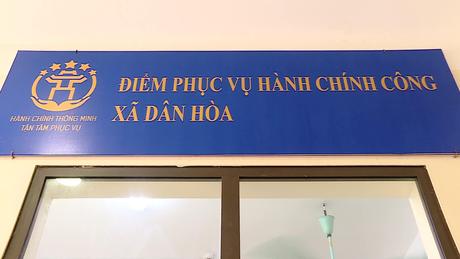 ĐIỂM PHỤC VỤ HÀNH CHÍNH CÔNG
XÃ DÂN HÒA
HÀNH CHÍNH THÔNG MINH
TẬN TÂM PHỤC VỤ